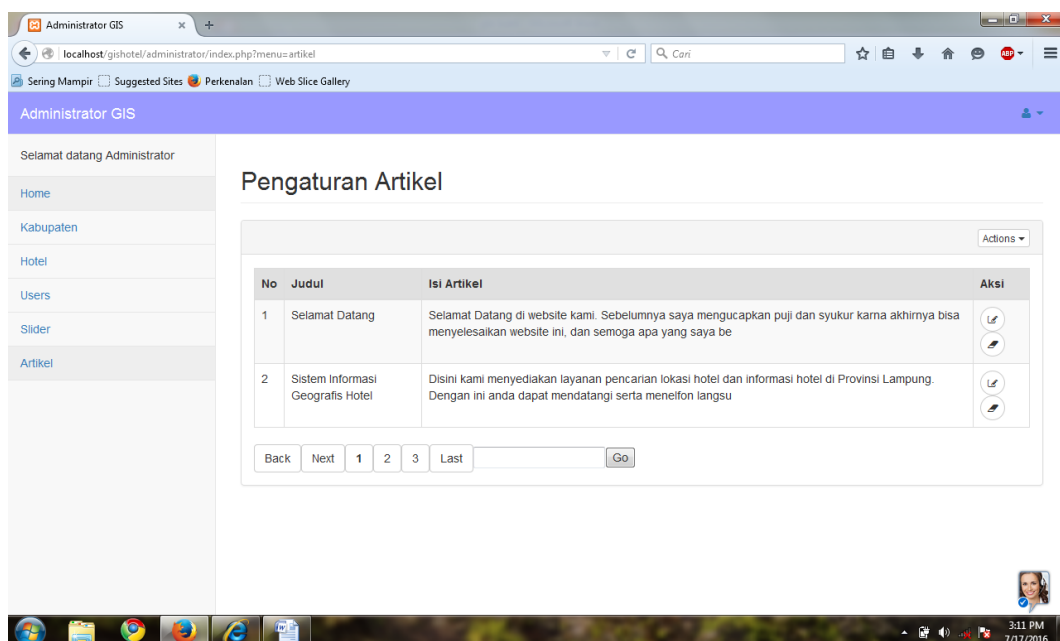 Administrator GIS
localhost/gishotel/administrator/index.php?menu=artikel
Cari
ABP
Sering Mampir Suggested Sites Perkenalan Web Slice Gallery
Administrator GIS
Selamat datang Administrator
Home
Kabupaten
Hotel
Users
Slider
Artikel
Pengaturan Artikel
Actions
No Judul Isi Artikel Aksi
1 Selamat Datang Selamat Datang di website kami. Sebelumnya saya mengucapkan puji dan syukur karna akhirnya bisa
menyelesaikan website ini, dan semoga apa yang saya be
2 Sistem Informasi Disini kami menyediakan layanan pencarian lokasi hotel dan informasi hotel di Provinsi Lampung.
Geografis Hotel Dengan ini anda dapat mendatangi serta menelfon langsu
Back Next 1 2 3 Last Go
3:11 PM
7/17/2016